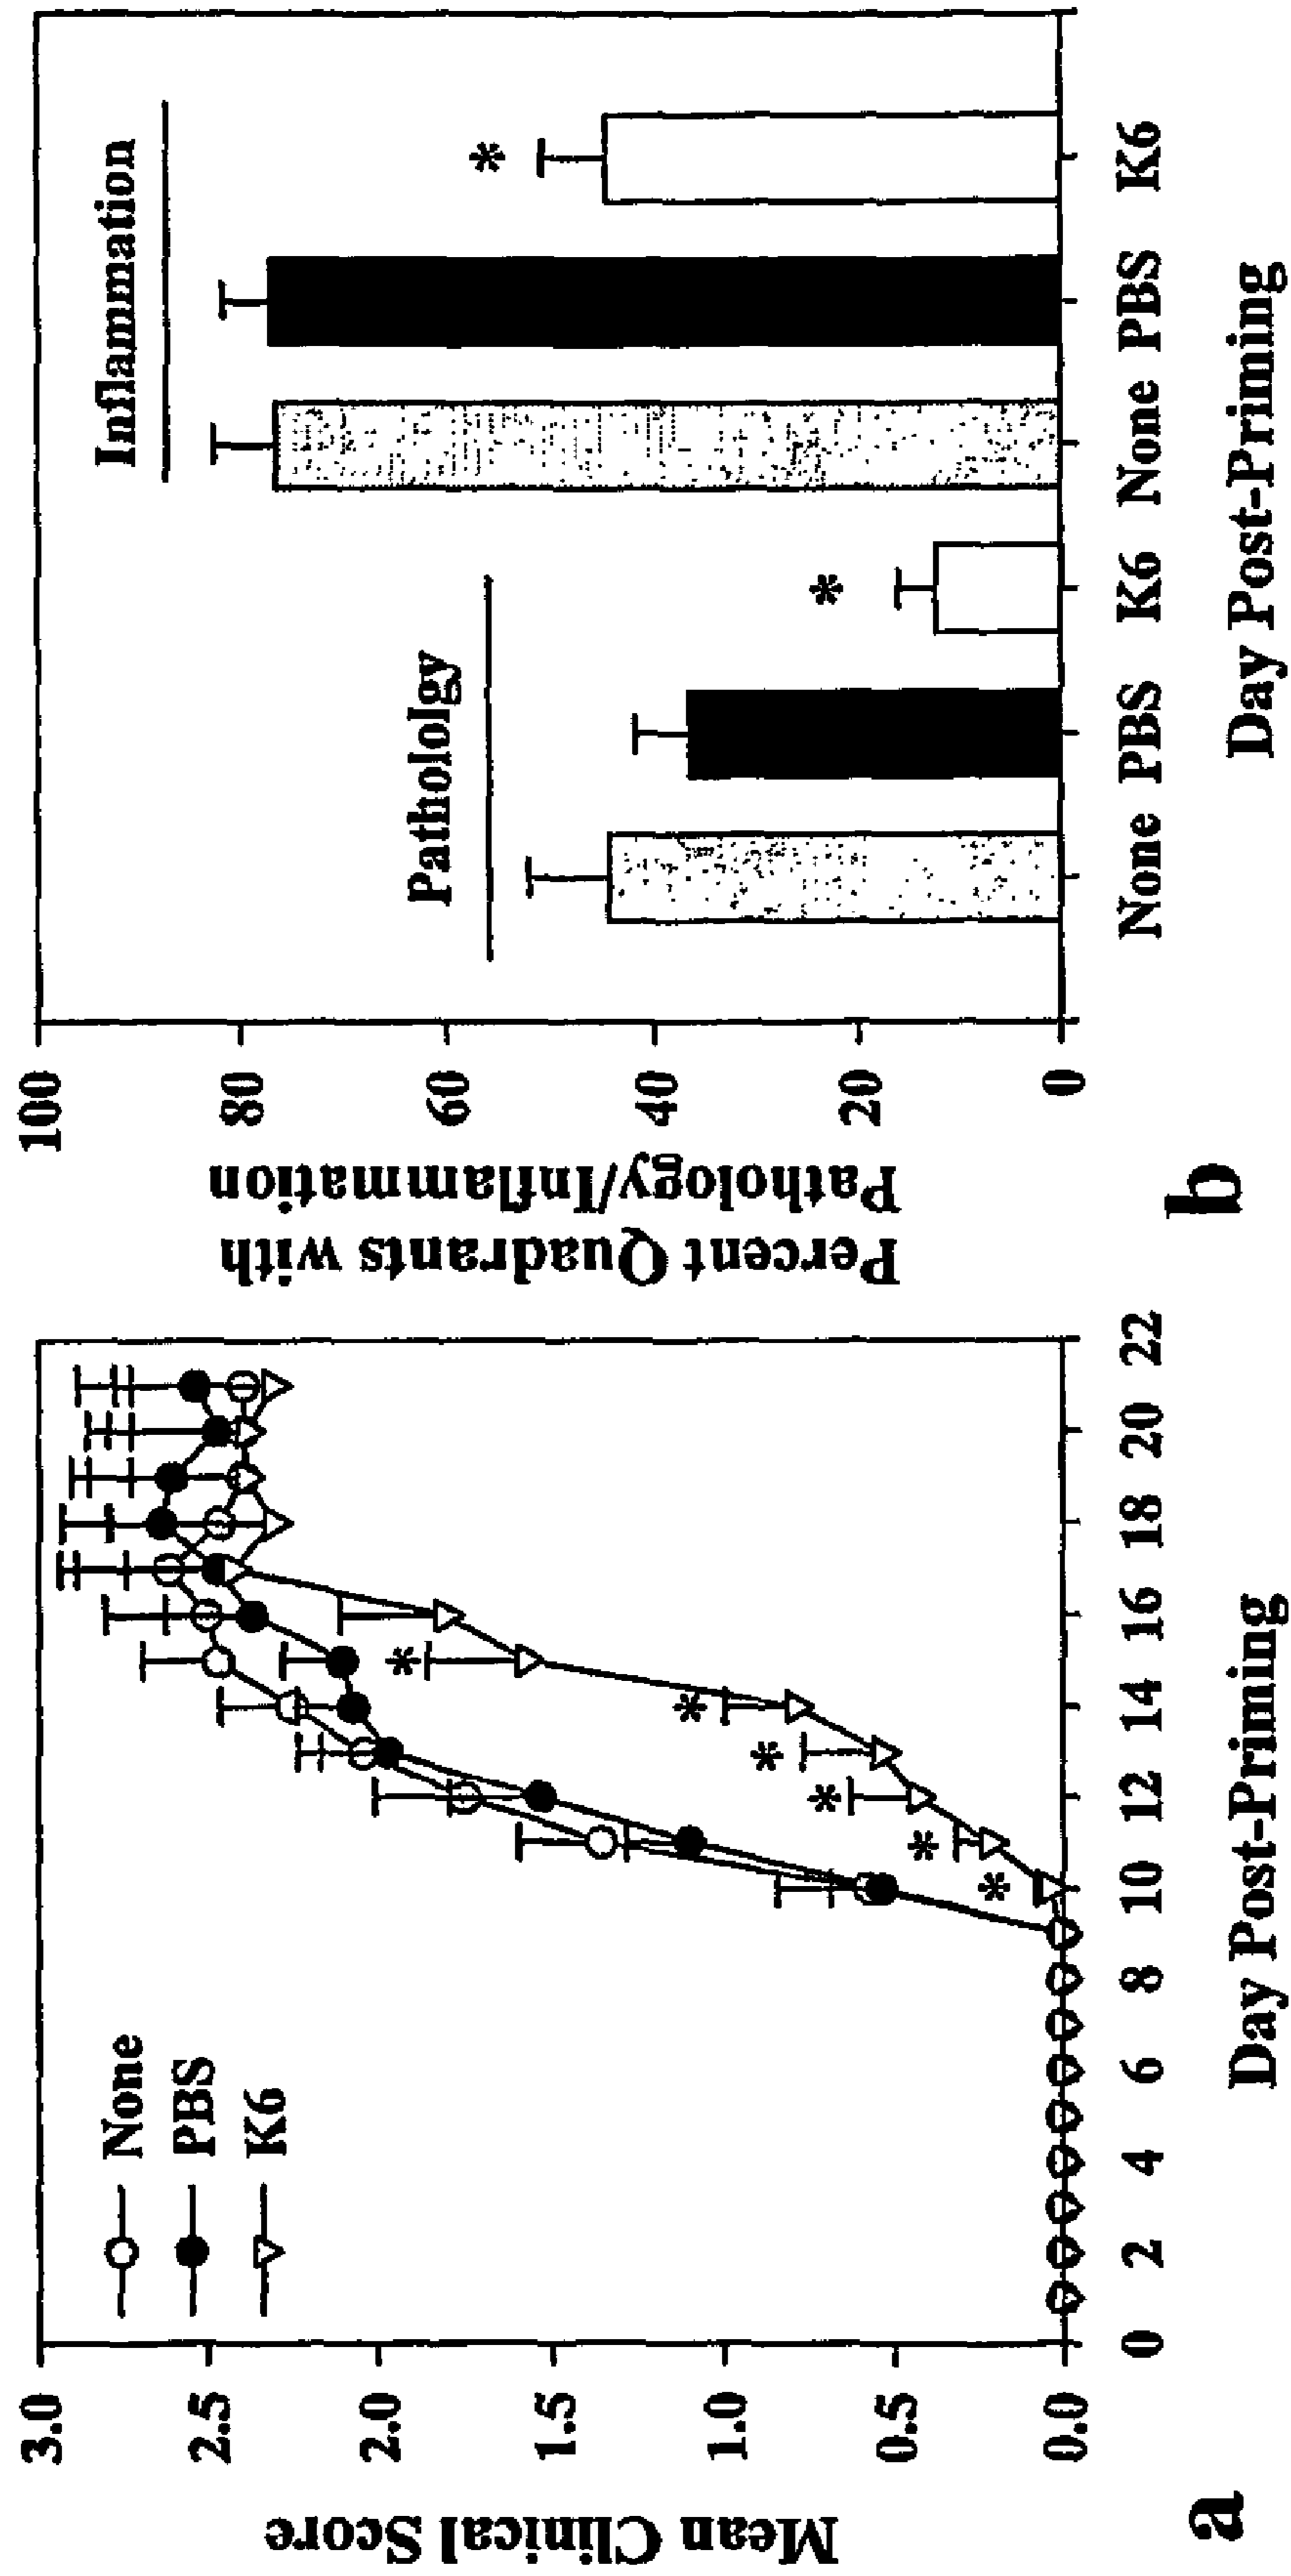 Mean Clinical Score
3.0
2.5
2.0
1.5
1.0
0.5
0.0
None
PBS
K6
*
*
*
*
*
*
0 2 4 6 8 10 12 14 16 18 20 22
Day Post-Priming
a
Percent Quadrants with
Pathology/Inflammation
100
80
60
40
20
0
Patholology
Inflammation
*
*
None PBS K6 None PBS K6
Day Post-Priming
b